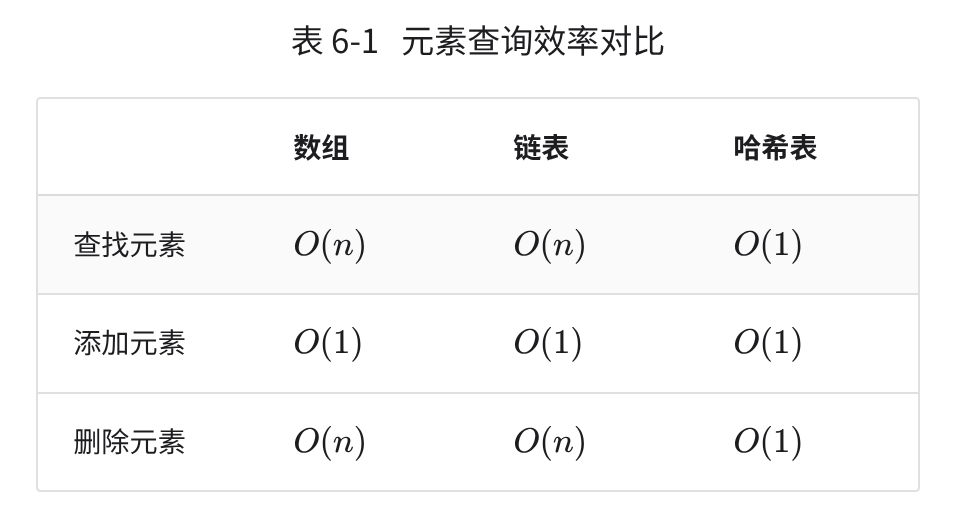 表 6-1 元素查询效率对比
数组 链表 哈希表
查找元素 O(n) O(n) O(1)
添加元素 O(1) O(1) O(1)
删除元素 O(n) O(n) O(1)